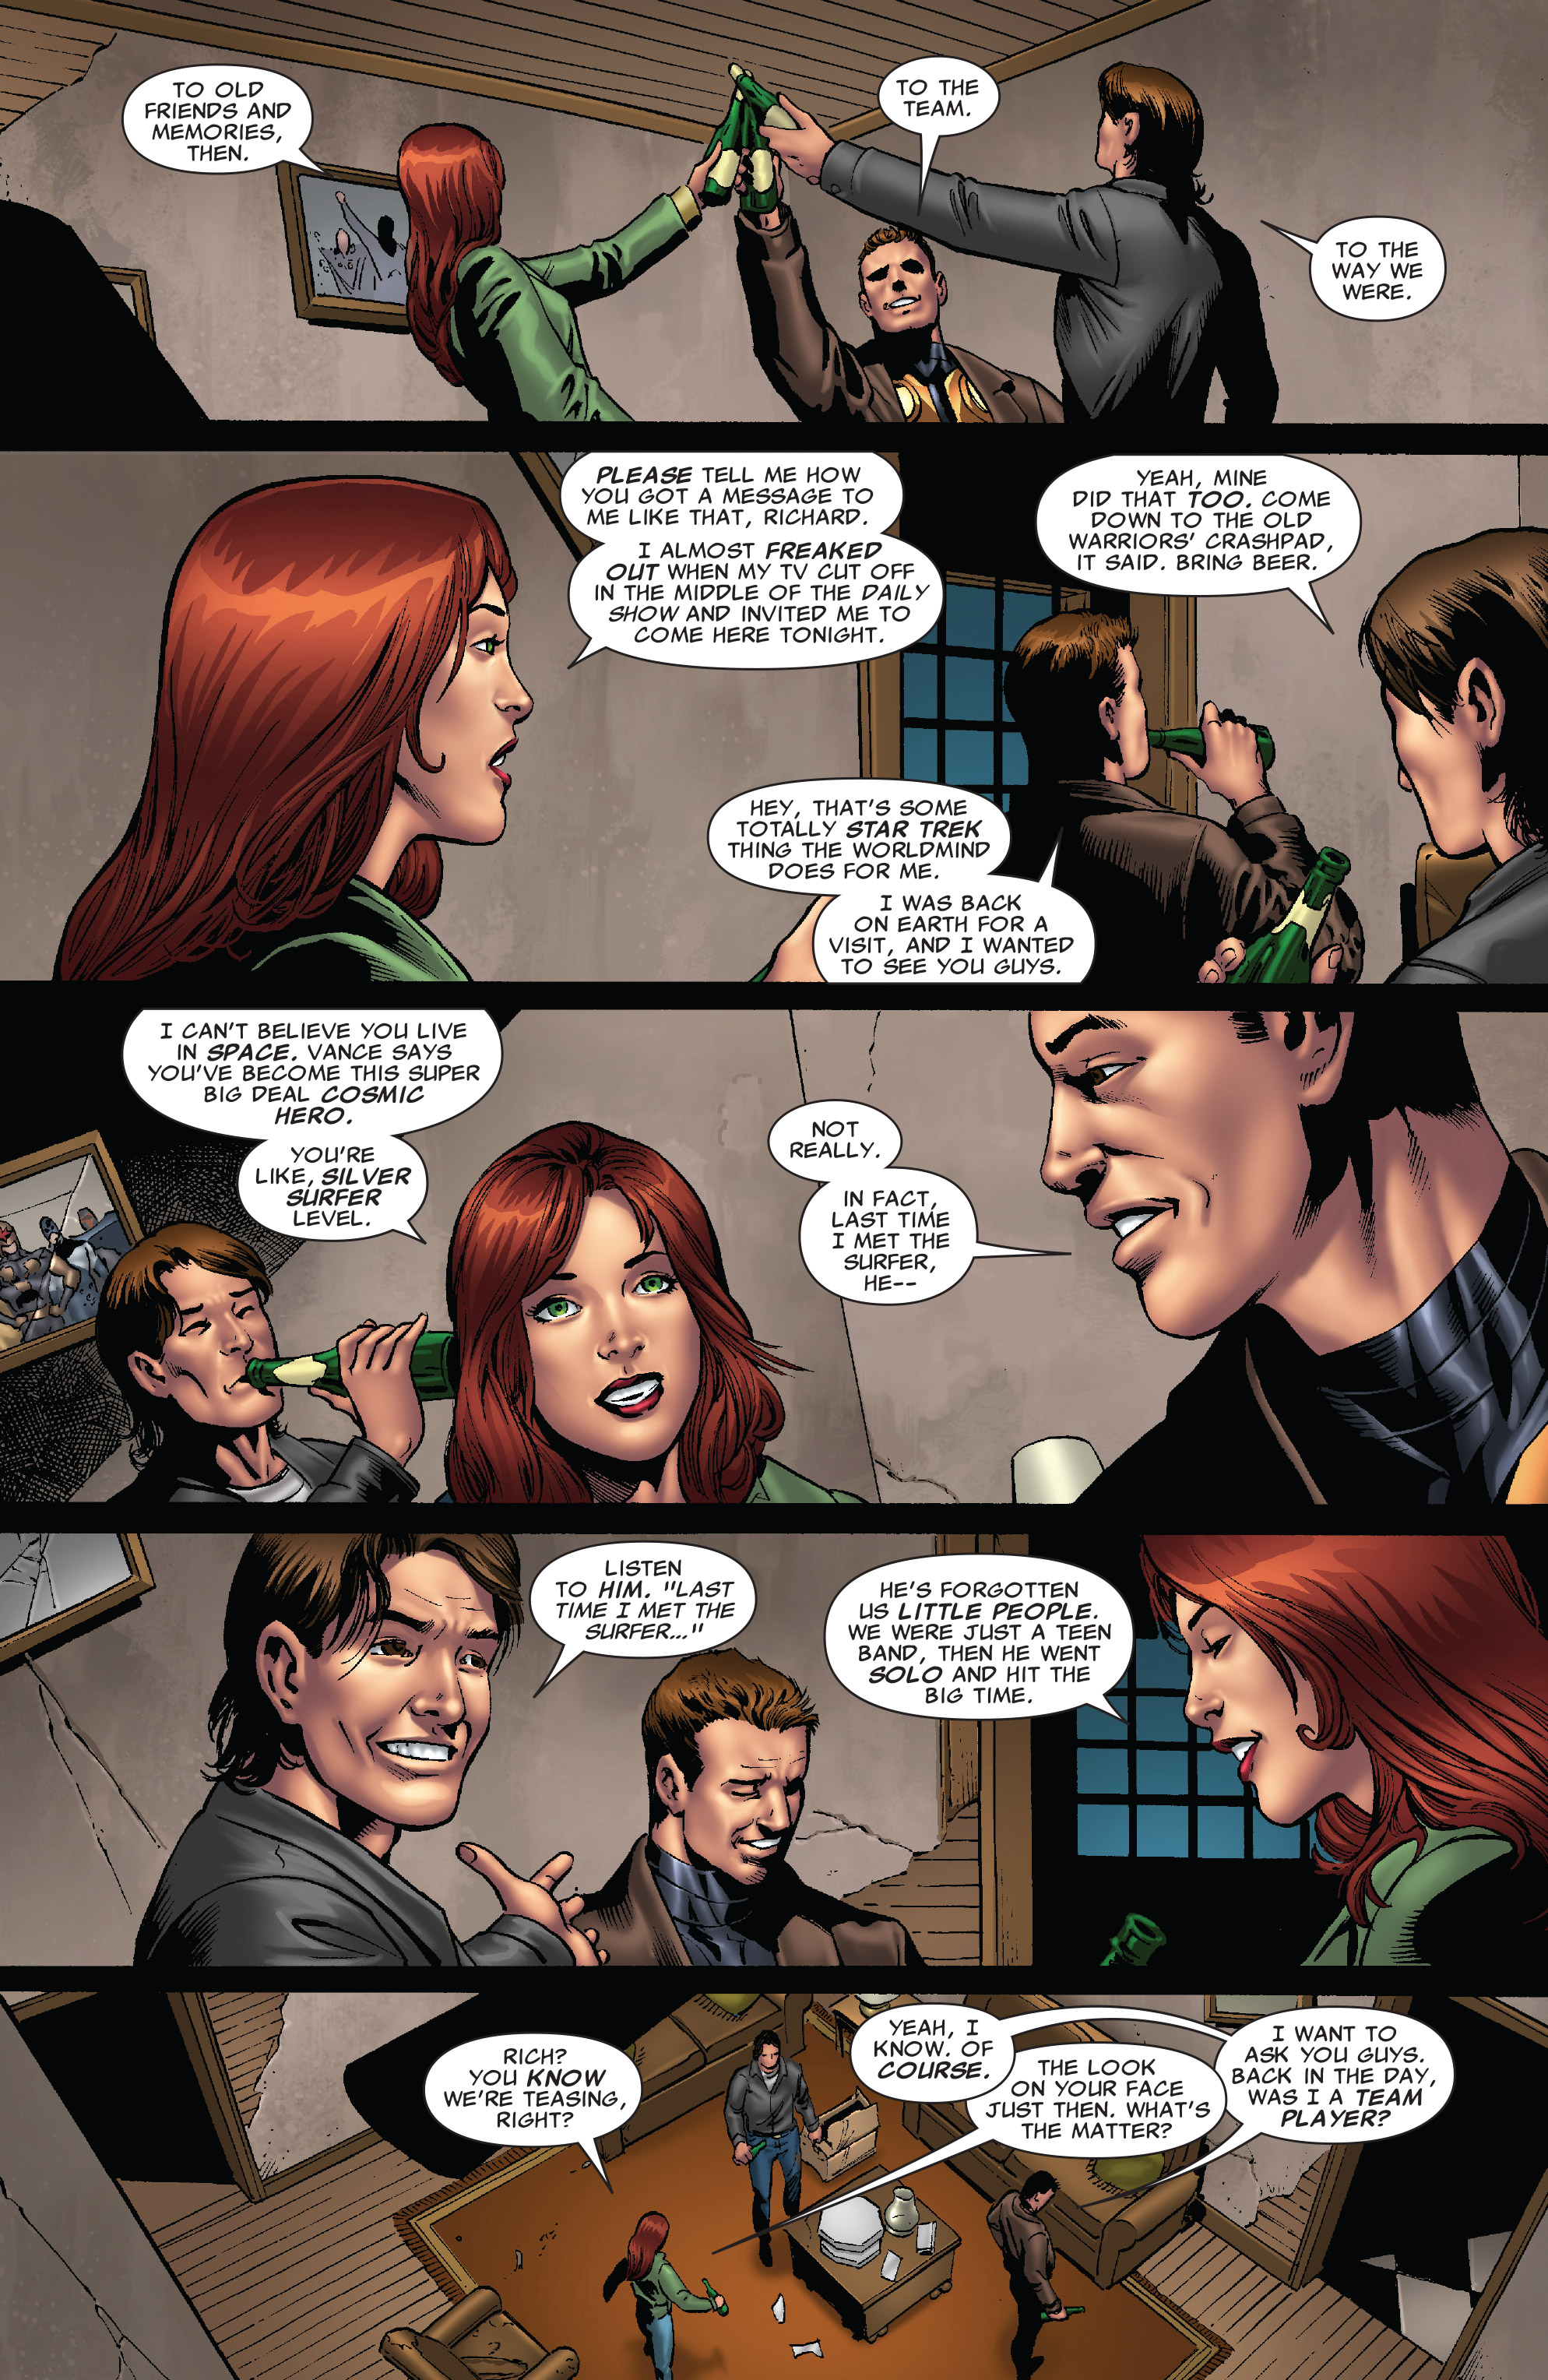 TO OLD
FRIENDS AND
MEMORIES,
THEN.
TO THE
TEAM.
TO THE
WAY WE
WERE.
PLEASE TELL ME HOW
YOU GOT A MESSAGE TO
ME LIKE THAT, RICHARD.
I ALMOST FREAKED
OUT WHEN MY TV CUT OFF
IN THE MIDDLE OF THE DAILY
SHOW AND INVITED ME TO
COME HERE TONIGHT.
YEAH, MINE
DID THAT TOO. COME
DOWN TO THE OLD
WARRIORS' CRASHPAD,
IT SAID. BRING BEER.
HEY, THAT'S SOME
TOTALLY STAR TREK
THING THE WORLDMIND
DOES FOR ME.
I WAS BACK
ON EARTH FOR A
VISIT, AND I WANTED
TO SEE YOU GUYS.
I CAN'T BELIEVE YOU LIVE
IN SPACE. VANCE SAYS
YOU'VE BECOME THIS SUPER
BIG DEAL COSMIC
HERO.
YOU'RE
LIKE, SILVER
SURFER
LEVEL.
NOT
REALLY.
IN FACT,
LAST TIME
I MET THE
SURFER,
HE--
LISTEN
TO HIM. "LAST
TIME I MET THE
SURFER..."
HE'S FORGOTTEN
US LITTLE PEOPLE.
WE WERE JUST A TEEN
BAND, THEN HE WENT
SOLO AND HIT THE
BIG TIME.
RICH?
YOU KNOW
WE'RE TEASING,
RIGHT?
YEAH, I
KNOW. OF
COURSE.
THE LOOK
ON YOUR FACE
JUST THEN. WHAT'S
THE MATTER?
I WANT TO
ASK YOU GUYS.
BACK IN THE DAY,
WAS I A TEAM
PLAYER?